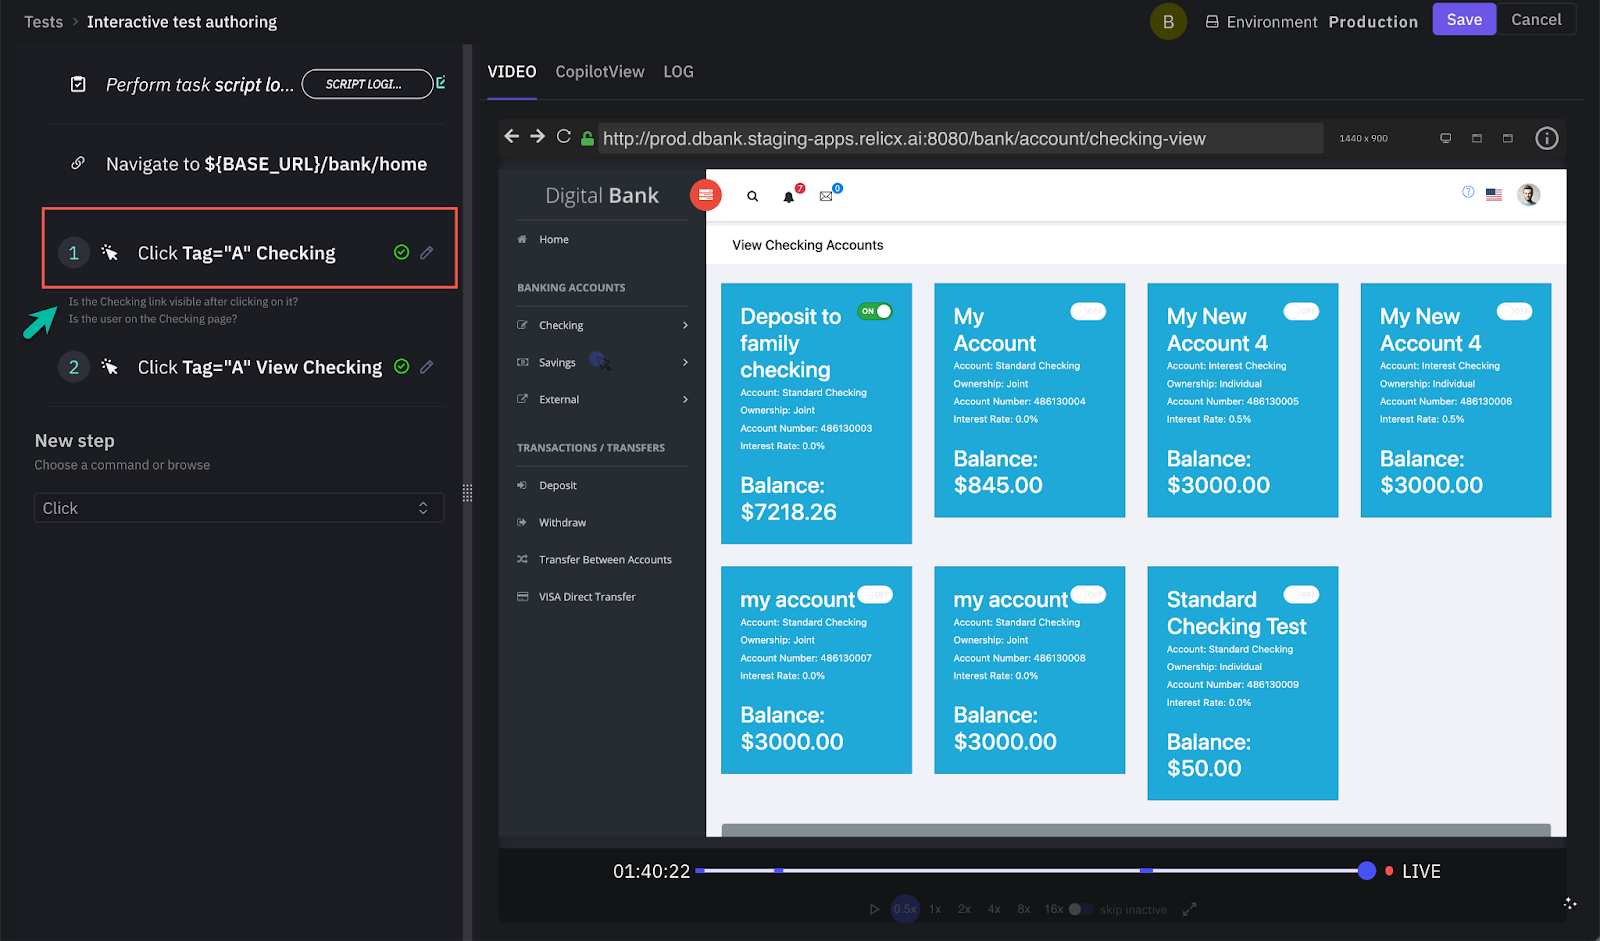 Tests > Interactive test authoring
B
Environment Production
Save
Cancel
Perform task script lo...
SCRIPT LOGI...
Navigate to ${BASE_URL}/bank/home
1 Click Tag="A" Checking
Is the Checking link visible after clicking on it?
Is the user on the Checking page?
2 Click Tag="A" View Checking
New step
Choose a command or browse
Click
VIDEO CopilotView LOG
http://prod.dbank.staging-apps.relicx.ai:8080/bank/account/checking-view
1440 x 900
Digital Bank
7
0
Home
BANKING ACCOUNTS
Checking
Savings
External
TRANSACTIONS / TRANSFERS
Deposit
Withdraw
Transfer Between Accounts
VISA Direct Transfer
View Checking Accounts
Deposit to
family
checking
ON
Account: Standard Checking
Ownership: Joint
Account Number: 486130003
Interest Rate: 0.0%
Balance:
$7218.26
My
Account
OFF
Account: Standard Checking
Ownership: Joint
Account Number: 486130004
Interest Rate: 0.0%
Balance:
$845.00
My New
Account 4
OFF
Account: Interest Checking
Ownership: Individual
Account Number: 486130005
Interest Rate: 0.5%
Balance:
$3000.00
My New
Account 4
OFF
Account: Interest Checking
Ownership: Individual
Account Number: 486130006
Interest Rate: 0.5%
Balance:
$3000.00
my account
OFF
Account: Standard Checking
Ownership: Joint
Account Number: 486130007
Interest Rate: 0.0%
Balance:
$3000.00
my account
OFF
Account: Standard Checking
Ownership: Joint
Account Number: 486130008
Interest Rate: 0.0%
Balance:
$3000.00
Standard
Checking Test
OFF
Account: Standard Checking
Ownership: Individual
Account Number: 486130009
Interest Rate: 0.0%
Balance:
$50.00
01:40:22
LIVE
0.5x 1x 2x 4x 8x 16x skip inactive